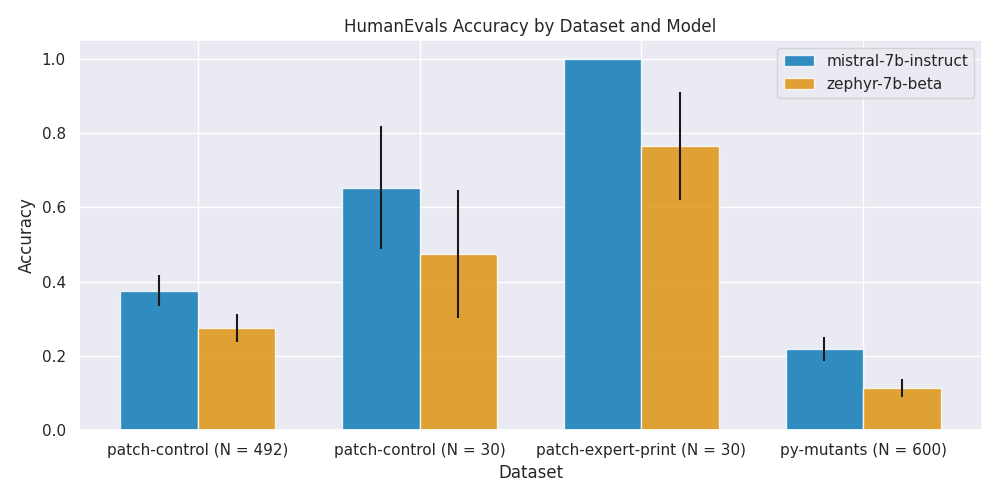 HumanEvals Accuracy by Dataset and Model
mistral-7b-instruct
zephyr-7b-beta
Accuracy
1.0
0.8
0.6
0.4
0.2
0.0
patch-control (N = 492)
patch-control (N = 30)
patch-expert-print (N = 30)
py-mutants (N = 600)
Dataset